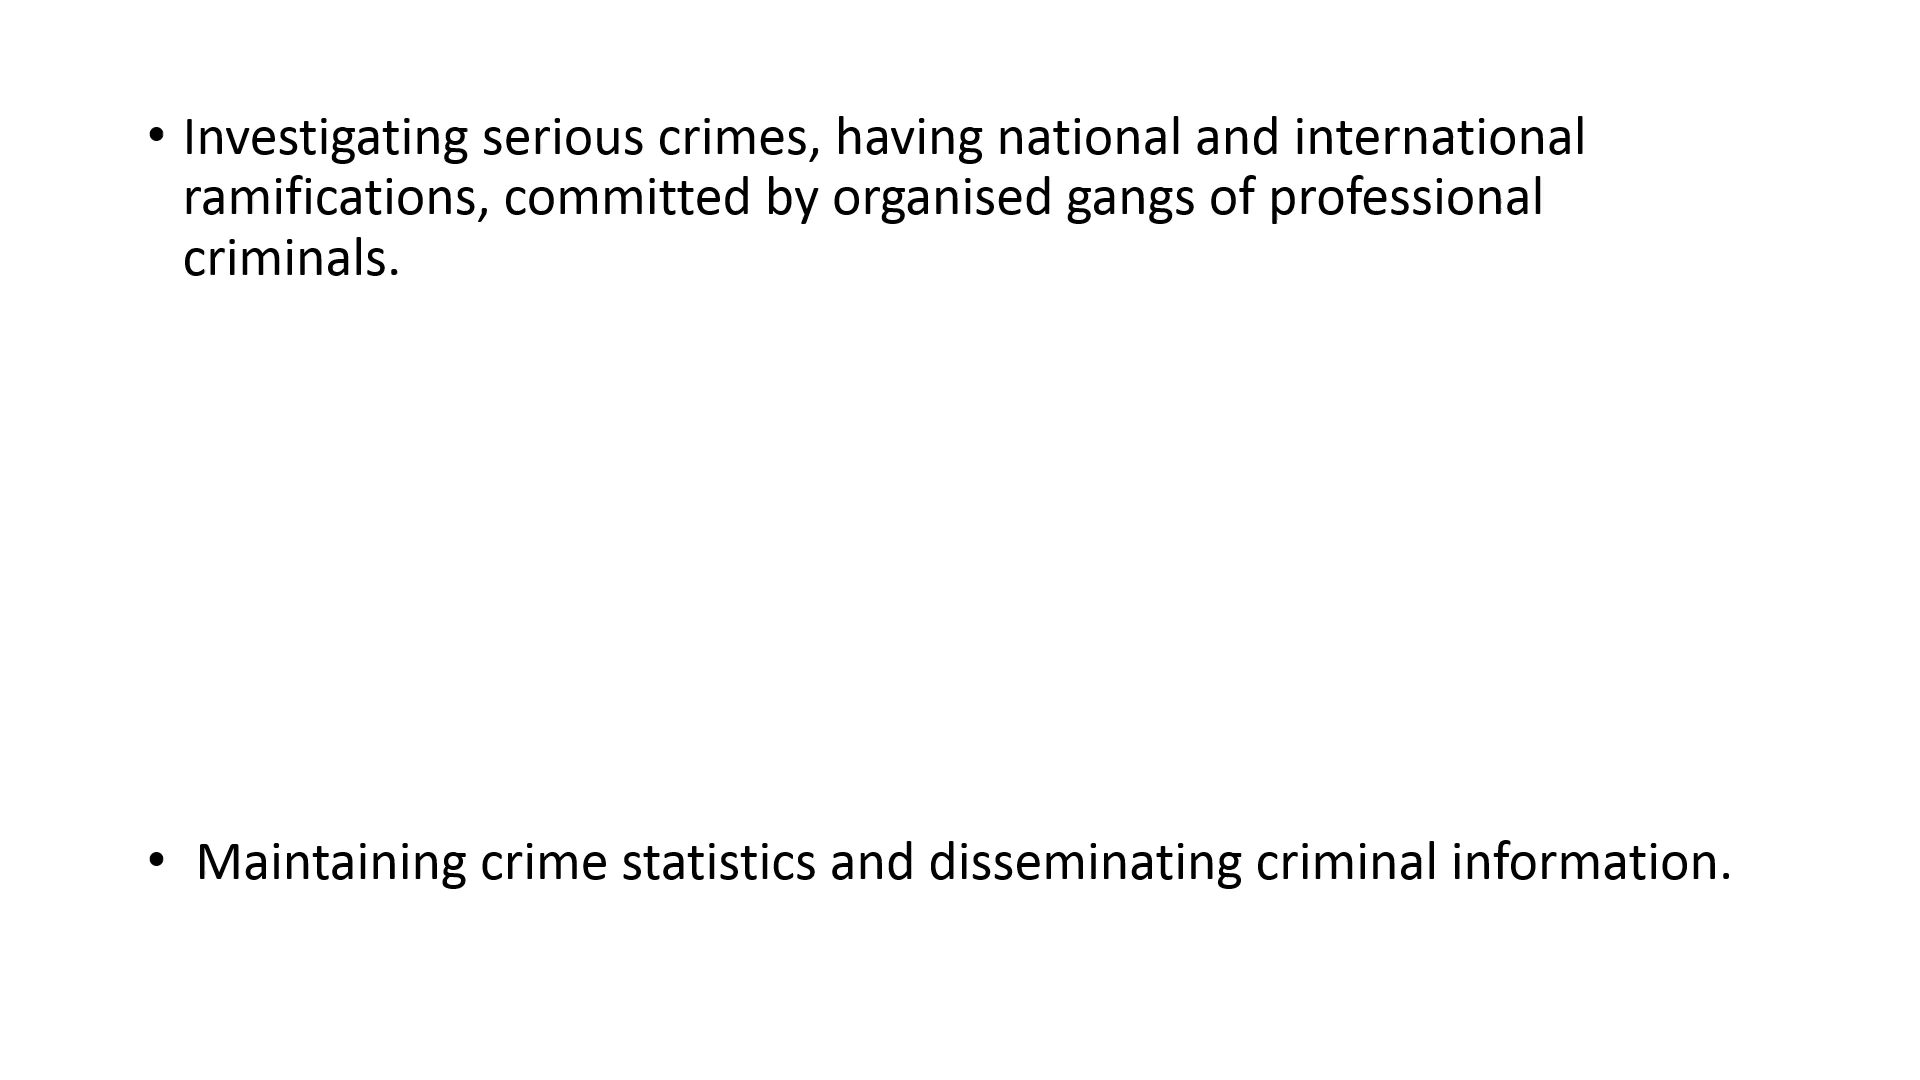 • Investigating serious crimes, having national and international
ramifications, committed by organised gangs of professional
criminals.
• Maintaining crime statistics and disseminating criminal information.